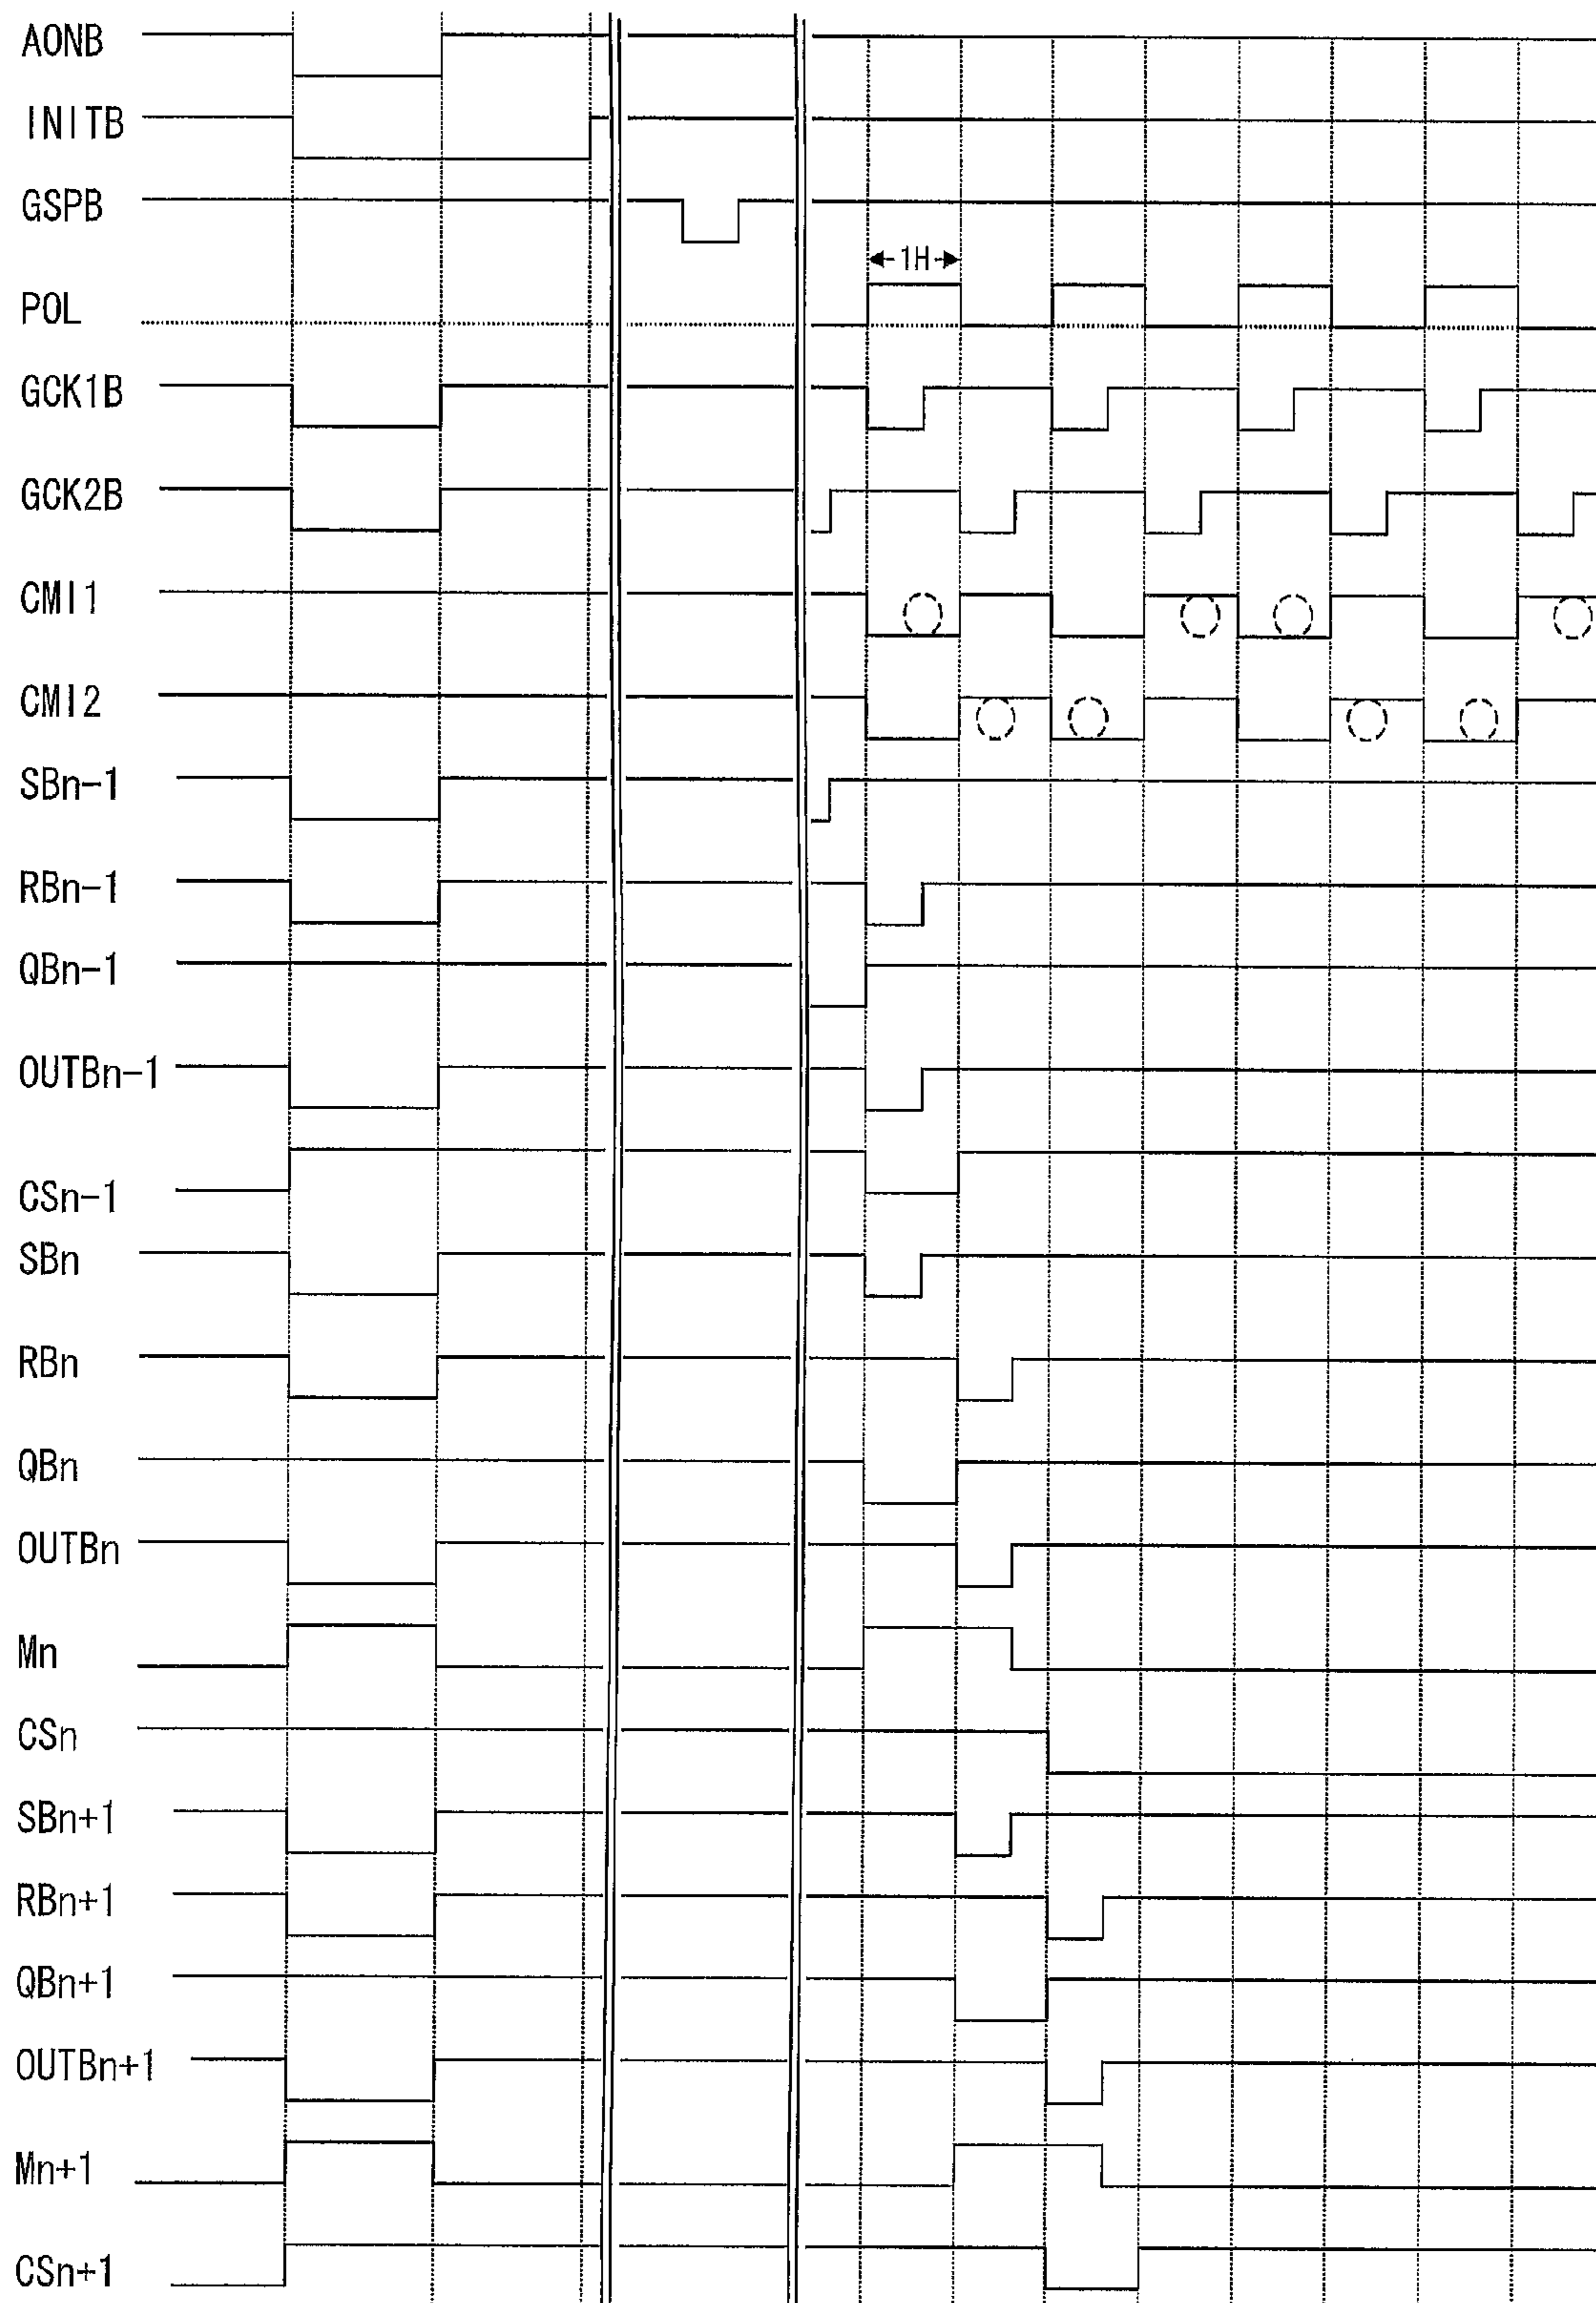 AONB
INITB
GSPB
1H
POL
GCK1B
GCK2B
CMI1
CMI2
SBn-1
RBn-1
QBn-1
OUTBn-1
CSn-1
SBn
RBn
QBn
OUTBn
Mn
CSn
SBn+1
RBn+1
QBn+1
OUTBn+1
Mn+1
CSn+1